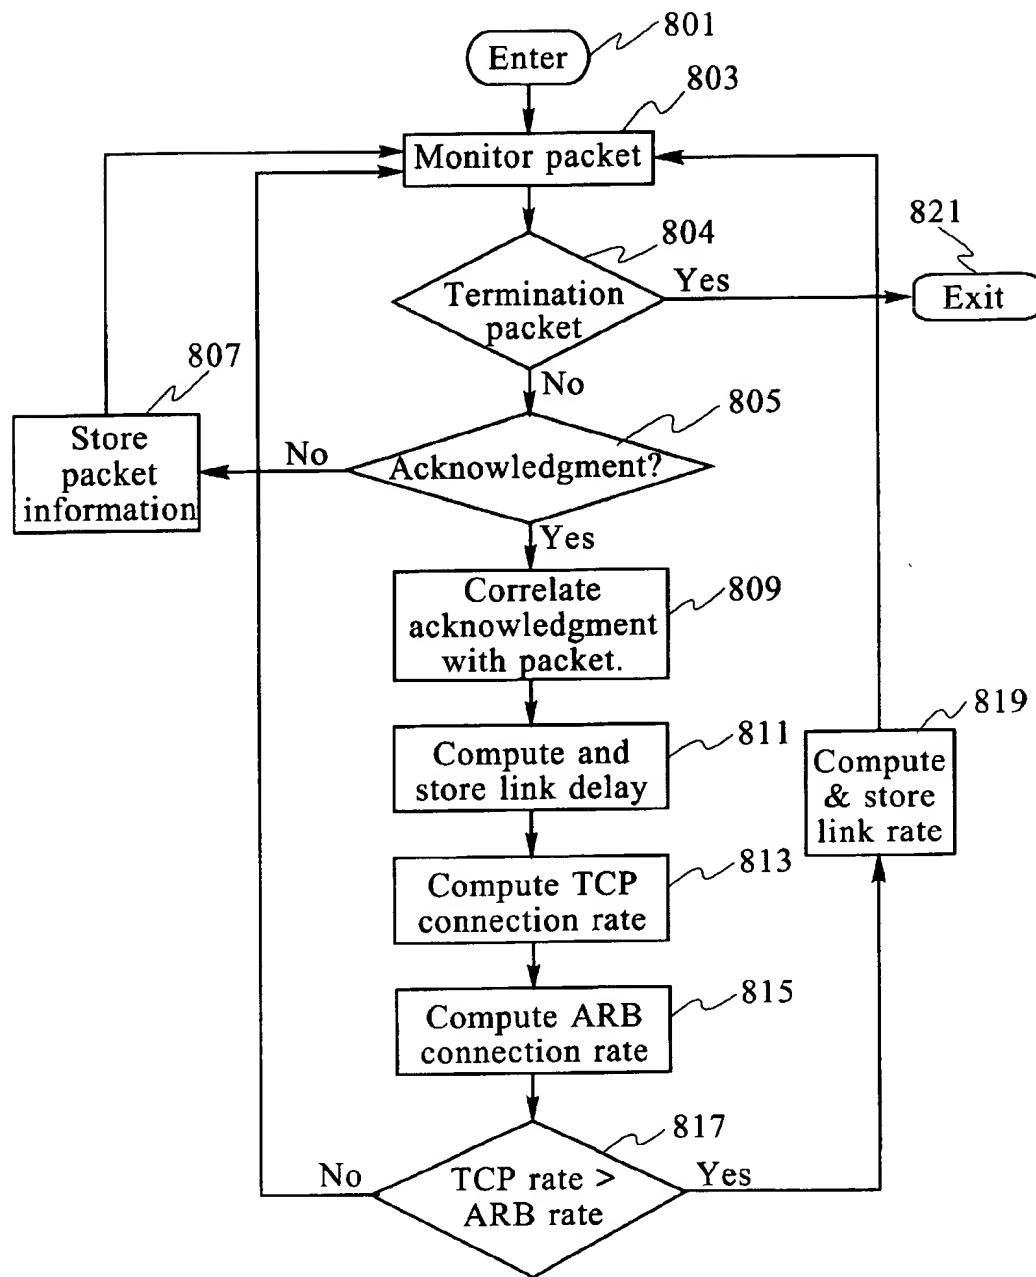 801
Enter
803
Monitor packet
804
821
Termination
packet
Yes
Exit
807
No
805
Store
packet
information
No
Acknowledgment?
Yes
Correlate
acknowledgment
with packet.
809
819
811
Compute and
store link delay
Compute
& store
link rate
813
Compute TCP
connection rate
815
Compute ARB
connection rate
817
No
TCP rate >
ARB rate
Yes